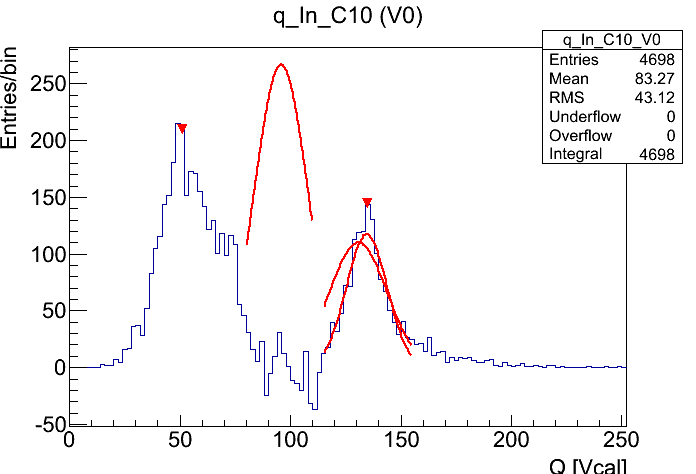 q_In_C10 (V0)
q_In_C10_V0
Entries 4698
Mean 83.27
RMS 43.12
Underflow 0
Overflow 0
Integral 4698
Entries/bin
250
200
150
100
50
0
-50
0 50 100 150 200 250
Q [Vcal]